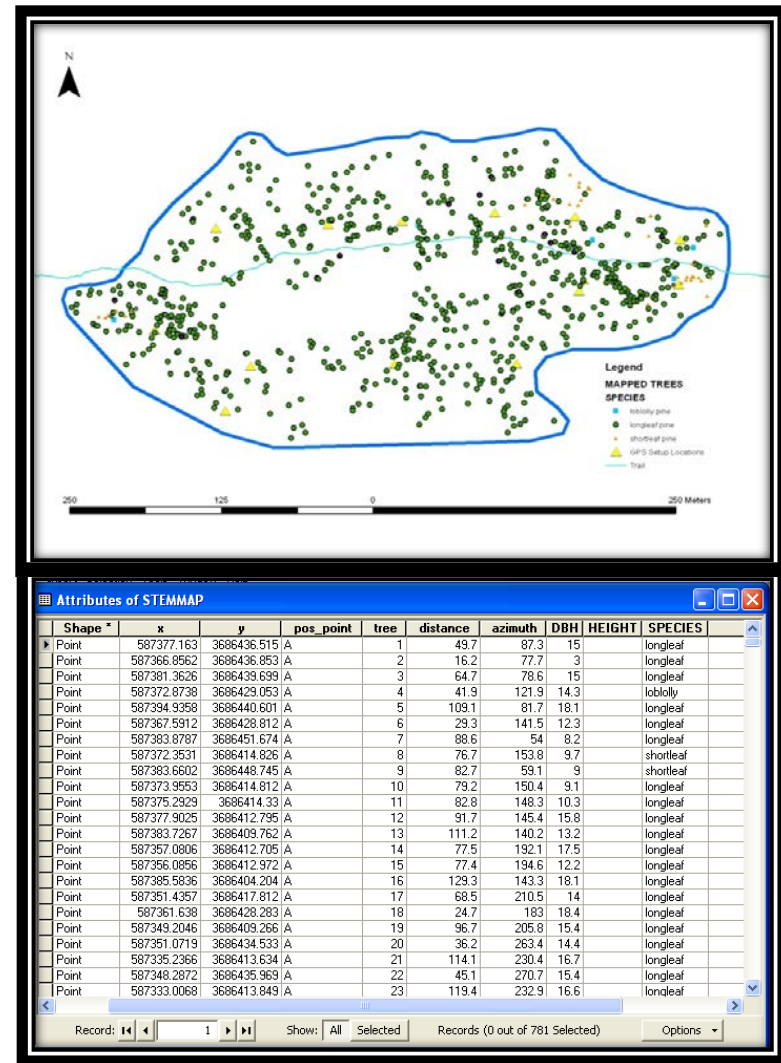 N
Legend
MAPPED TREES
SPECIES
loblolly pine
longleaf pine
shortleaf pine
GPS Setup Locations
Trail
250 125 0 250 Meters
Attributes of STEMMAP
Shape * x y pos_point tree distance azimuth DBH HEIGHT SPECIES
Point 587377.163 3686436.515 A 1 49.7 87.3 15 longleaf
Point 587366.8562 3686436.853 A 2 16.2 77.7 3 longleaf
Point 587381.3626 3686439.699 A 3 64.7 78.6 15 longleaf
Point 587372.8738 3686429.053 A 4 41.9 121.9 14.3 loblolly
Point 587394.9358 3686440.601 A 5 109.1 81.7 18.1 longleaf
Point 587367.5912 3686428.812 A 6 29.3 141.5 12.3 longleaf
Point 587383.8787 3686451.674 A 7 88.6 54 8.2 longleaf
Point 587372.3531 3686414.826 A 8 76.7 153.8 9.7 shortleaf
Point 587383.6602 3686448.745 A 9 82.7 59.1 9 shortleaf
Point 587373.9553 3686414.812 A 10 79.2 150.4 9.1 longleaf
Point 587375.2929 3686414.33 A 11 82.8 148.3 10.3 longleaf
Point 587377.9025 3686412.795 A 12 91.7 145.4 15.8 longleaf
Point 587383.7267 3686409.762 A 13 111.2 140.2 13.2 longleaf
Point 587357.0806 3686412.705 A 14 77.5 192.1 17.5 longleaf
Point 587356.0856 3686412.972 A 15 77.4 194.6 12.2 longleaf
Point 587385.5836 3686404.204 A 16 129.3 143.3 18.1 longleaf
Point 587351.4357 3686417.812 A 17 68.5 210.5 14 longleaf
Point 587361.638 3686428.283 A 18 24.7 183 18.4 longleaf
Point 587349.2046 3686409.266 A 19 96.7 205.8 15.4 longleaf
Point 587351.0719 3686434.533 A 20 36.2 263.4 14.4 longleaf
Point 587335.2366 3686413.634 A 21 114.1 230.4 16.7 longleaf
Point 587348.2872 3686435.969 A 22 45.1 270.7 15.4 longleaf
Point 587333.0068 3686413.849 A 23 119.4 232.9 16.6 longleaf
Record: 1 Show: All Selected Records (0 out of 781 Selected) Options